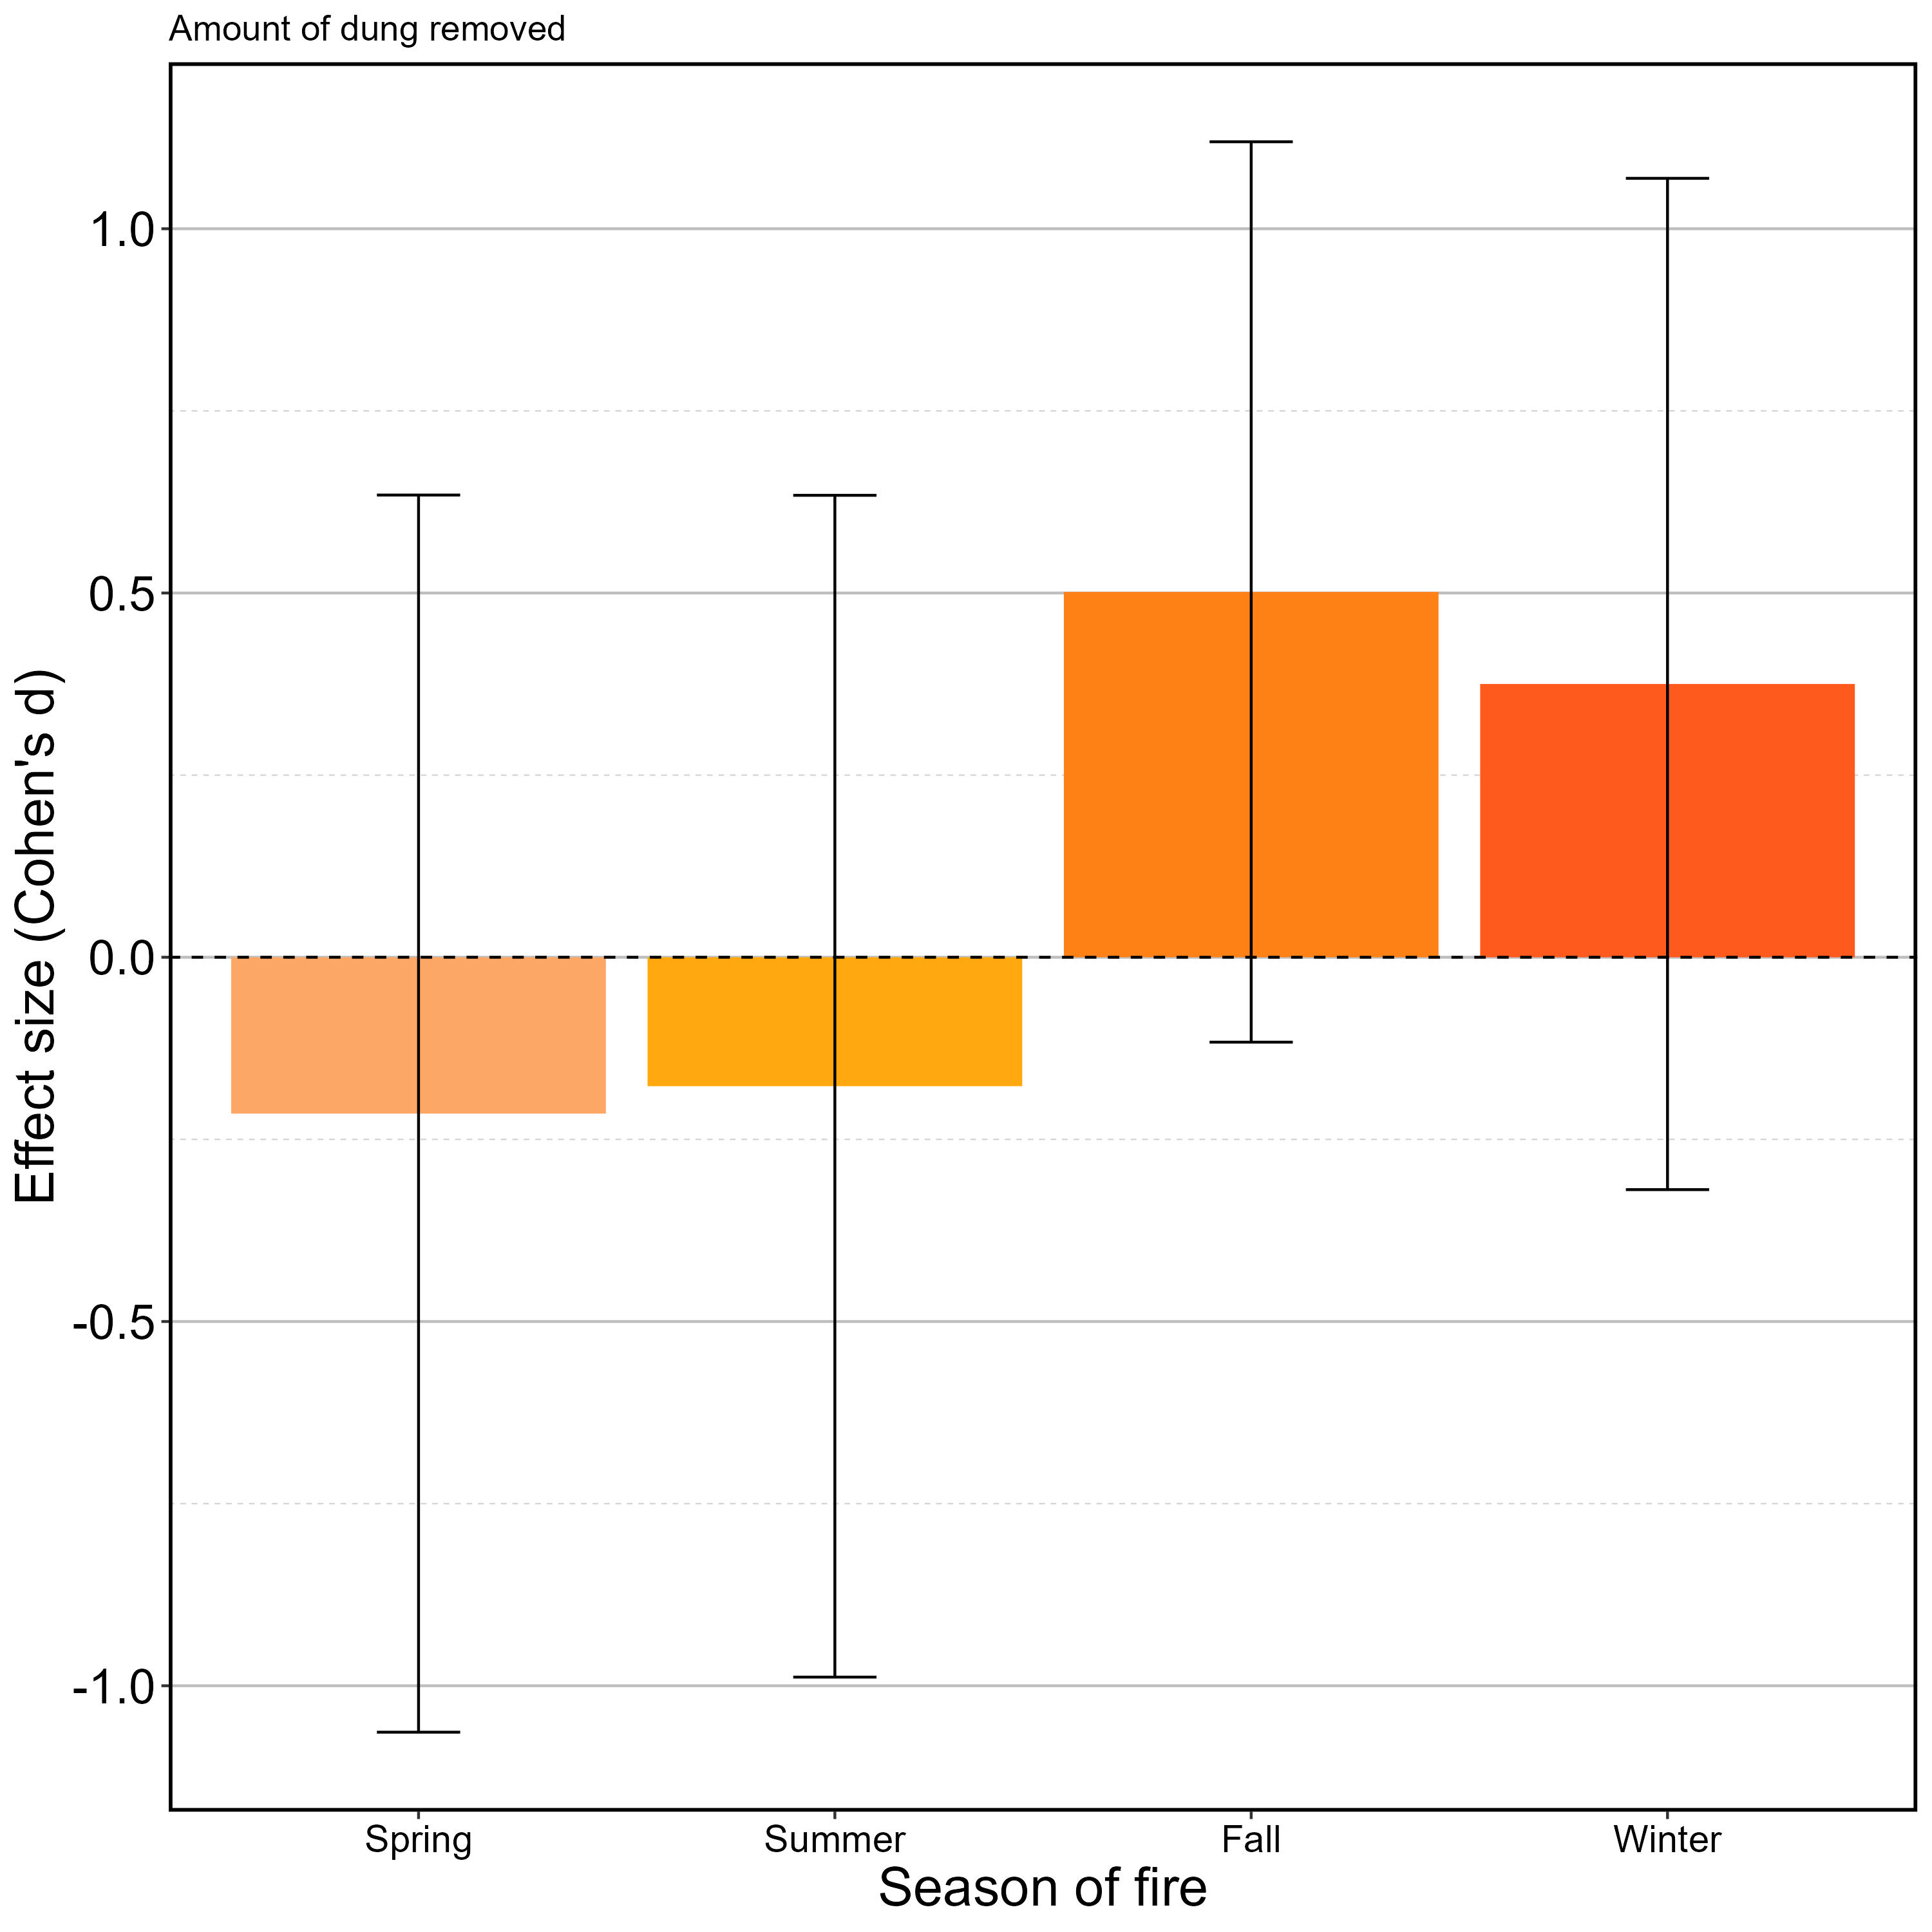 Amount of dung removed
Effect size (Cohen's d)
1.0
0.5
0.0
-0.5
-1.0
Spring Summer Fall Winter
Season of fire